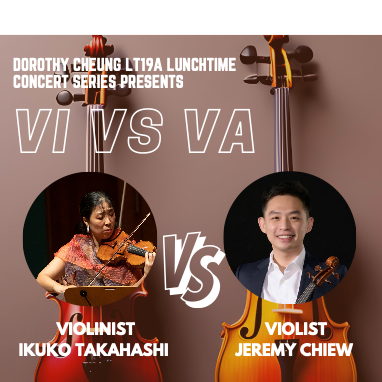 DOROTHY CHEUNG LT19A LUNCHTIME
CONCERT SERIES PRESENTS
VI VS VA
VS
VIOLINIST
IKUKO TAKAHASHI
VIOLIST
JEREMY CHIEW